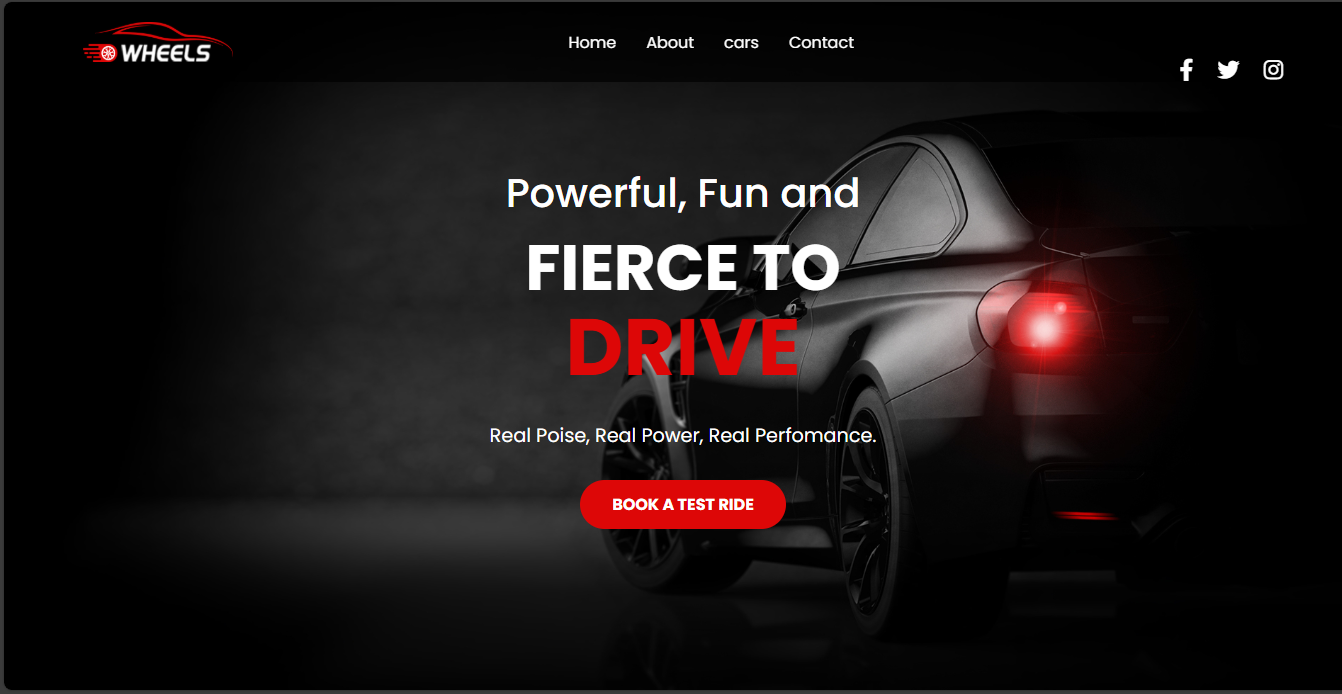 WHEELS
Home About cars Contact
Powerful, Fun and
FIERCE TO
DRIVE
Real Poise, Real Power, Real Perfomance.
BOOK A TEST RIDE